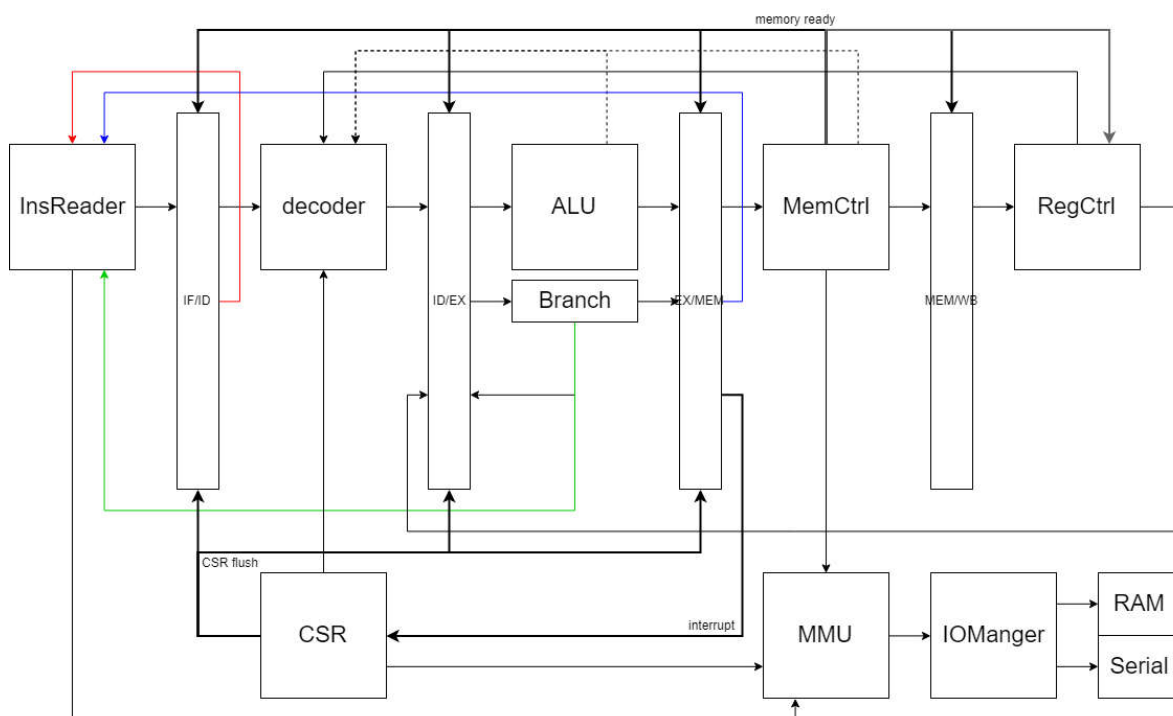 memory ready
InsReader
decoder
ALU
MemCtrl
RegCtrl
IF/ID
ID/EX
Branch
EX/MEM
MEM/WB
CSR flush
CSR
interrupt
MMU
IOManger
RAM
Serial